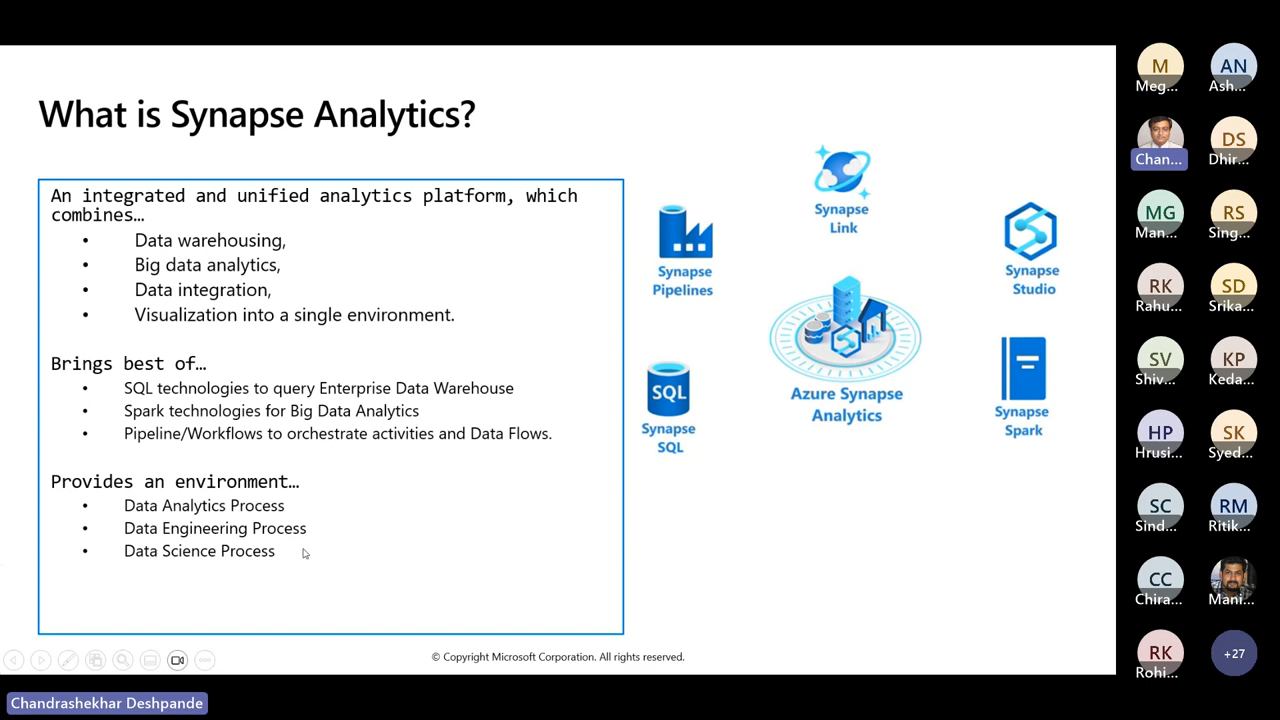 What is Synapse Analytics?
An integrated and unified analytics platform, which
combines…
• Data warehousing,
• Big data analytics,
• Data integration,
• Visualization into a single environment.
Brings best of…
• SQL technologies to query Enterprise Data Warehouse
• Spark technologies for Big Data Analytics
• Pipeline/Workflows to orchestrate activities and Data Flows.
Provides an environment…
• Data Analytics Process
• Data Engineering Process
• Data Science Process
Synapse
Link
Synapse
Pipelines
Synapse
Studio
Azure Synapse
Analytics
SQL
Synapse
SQL
Synapse
Spark
© Copyright Microsoft Corporation. All rights reserved.
Chandrashekhar Deshpande
M
Meg...
AN
Ash...
Chan...
DS
Dhir...
MG
Man...
RS
Sing...
RK
Rahu...
SD
Srika...
SV
Shiv...
KP
Keda...
HP
Hrusi...
SK
Syed...
SC
Sind...
RM
Ritik...
CC
Chira...
Mani...
RK
Rohi...
+27